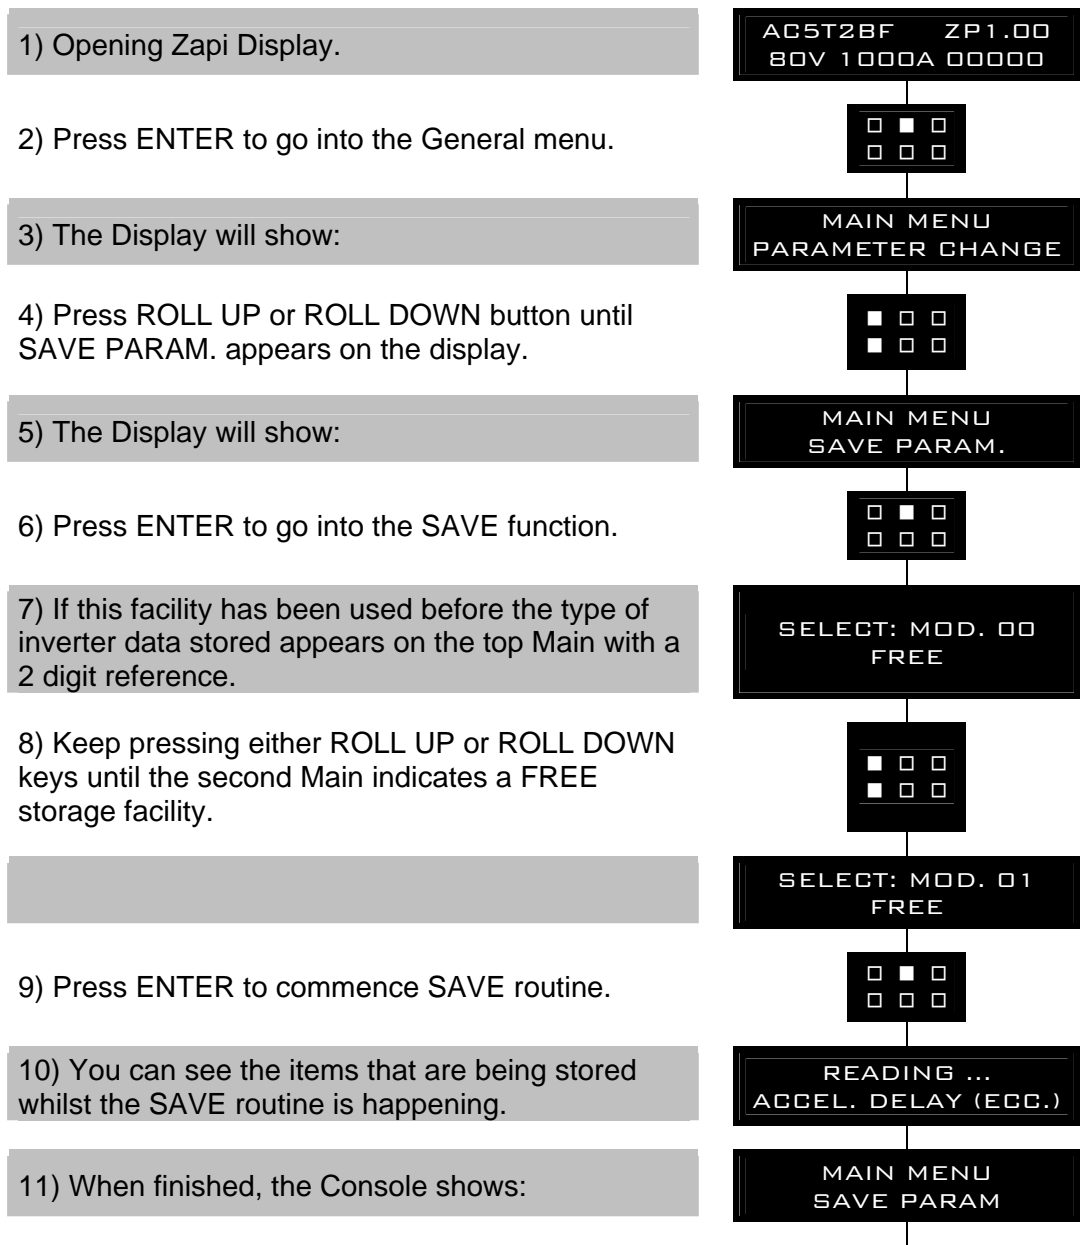 1) Opening Zapi Display.
AC5T2BF ZP1.00
80V 1000A 00000
2) Press ENTER to go into the General menu.
3) The Display will show:
MAIN MENU
PARAMETER CHANGE
4) Press ROLL UP or ROLL DOWN button until
SAVE PARAM. appears on the display.
5) The Display will show:
MAIN MENU
SAVE PARAM.
6) Press ENTER to go into the SAVE function.
7) If this facility has been used before the type of
inverter data stored appears on the top Main with a
2 digit reference.
SELECT: MOD. 00
FREE
8) Keep pressing either ROLL UP or ROLL DOWN
keys until the second Main indicates a FREE
storage facility.
SELECT: MOD. 01
FREE
9) Press ENTER to commence SAVE routine.
10) You can see the items that are being stored
whilst the SAVE routine is happening.
READING ...
ACCEL. DELAY (ECC.)
11) When finished, the Console shows:
MAIN MENU
SAVE PARAM